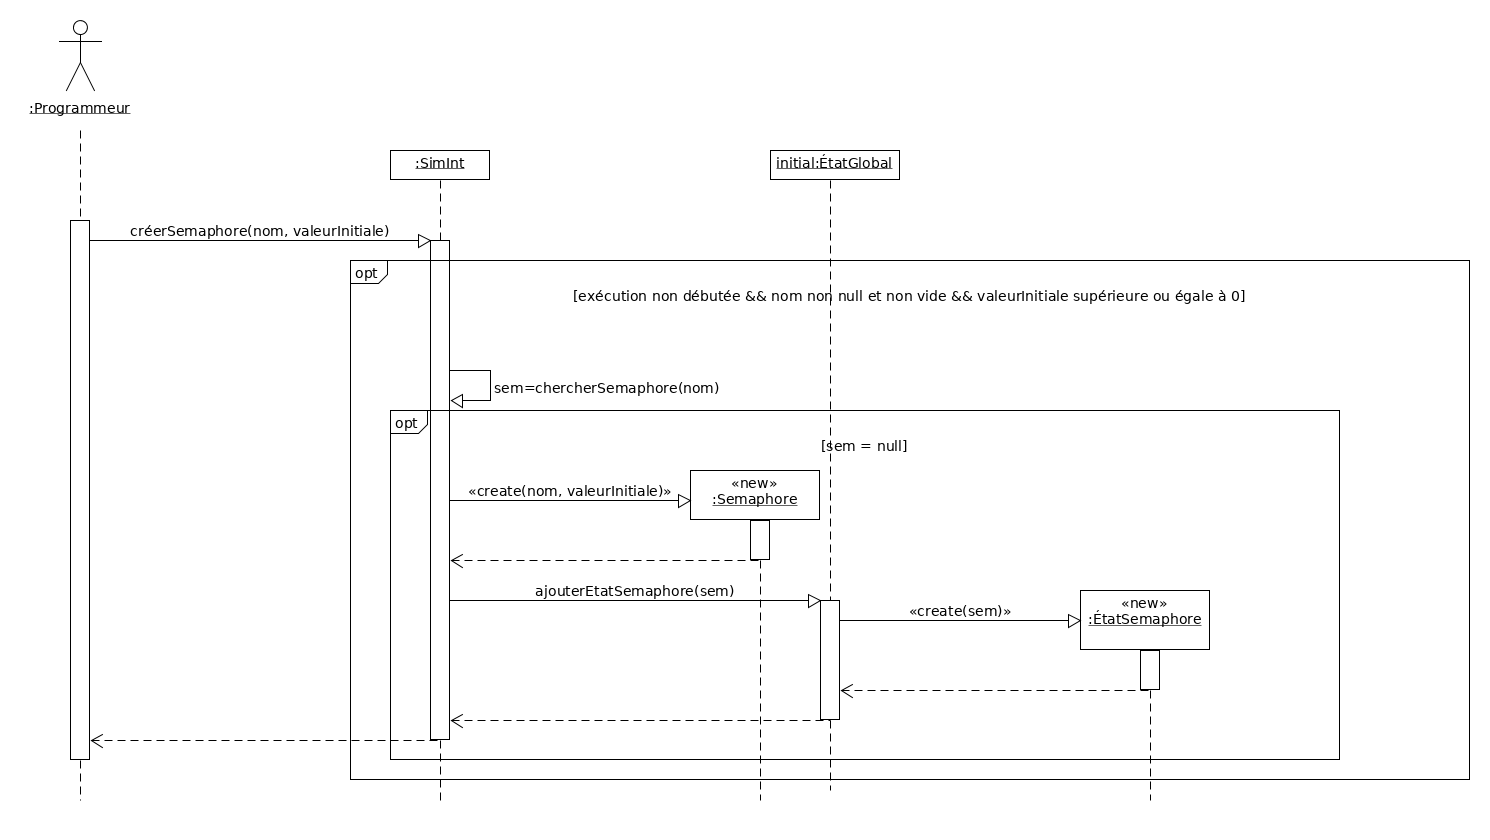 :Programmeur
:SimInt
initial:ÉtatGlobal
créerSemaphore(nom, valeurInitiale)
opt
[exécution non débutée && nom non null et non vide && valeurInitiale supérieure ou égale à 0]
sem=chercherSemaphore(nom)
opt
[sem = null]
«new»
«create(nom, valeurInitiale)»
:Semaphore
ajouterEtatSemaphore(sem)
«new»
«create(sem)»
:ÉtatSemaphore